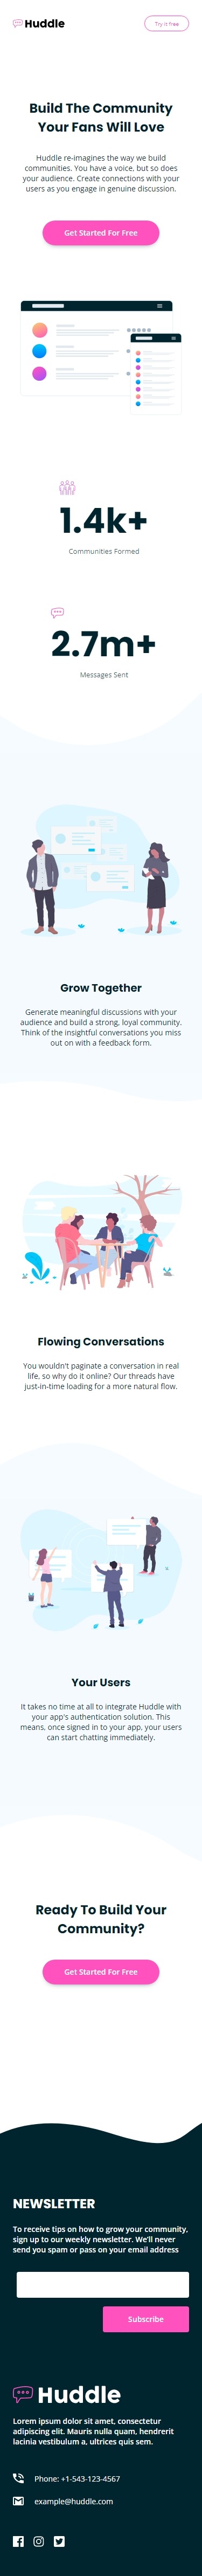 Huddle
Try it free
Build The Community
Your Fans Will Love
Huddle re-imagines the way we build
communities. You have a voice, but so does
your audience. Create connections with your
users as you engage in genuine discussion.
Get Started For Free
1.4k+
Communities Formed
2.7m+
Messages Sent
Grow Together
Generate meaningful discussions with your
audience and build a strong, loyal community.
Think of the insightful conversations you miss
out on with a feedback form.
Flowing Conversations
You wouldn't paginate a conversation in real
life, so why do it online? Our threads have
just-in-time loading for a more natural flow.
Your Users
It takes no time at all to integrate Huddle with
your app's authentication solution. This
means, once signed in to your app, your users
can start chatting immediately.
Ready To Build Your
Community?
Get Started For Free
NEWSLETTER
To receive tips on how to grow your community,
sign up to our weekly newsletter. We'll never
send you spam or pass on your email address
Subscribe
Huddle
Lorem ipsum dolor sit amet, consectetur
adipiscing elit. Mauris nulla quam, hendrerit
lacinia vestibulum a, ultrices quis sem.
Phone: +1-543-123-4567
example@huddle.com